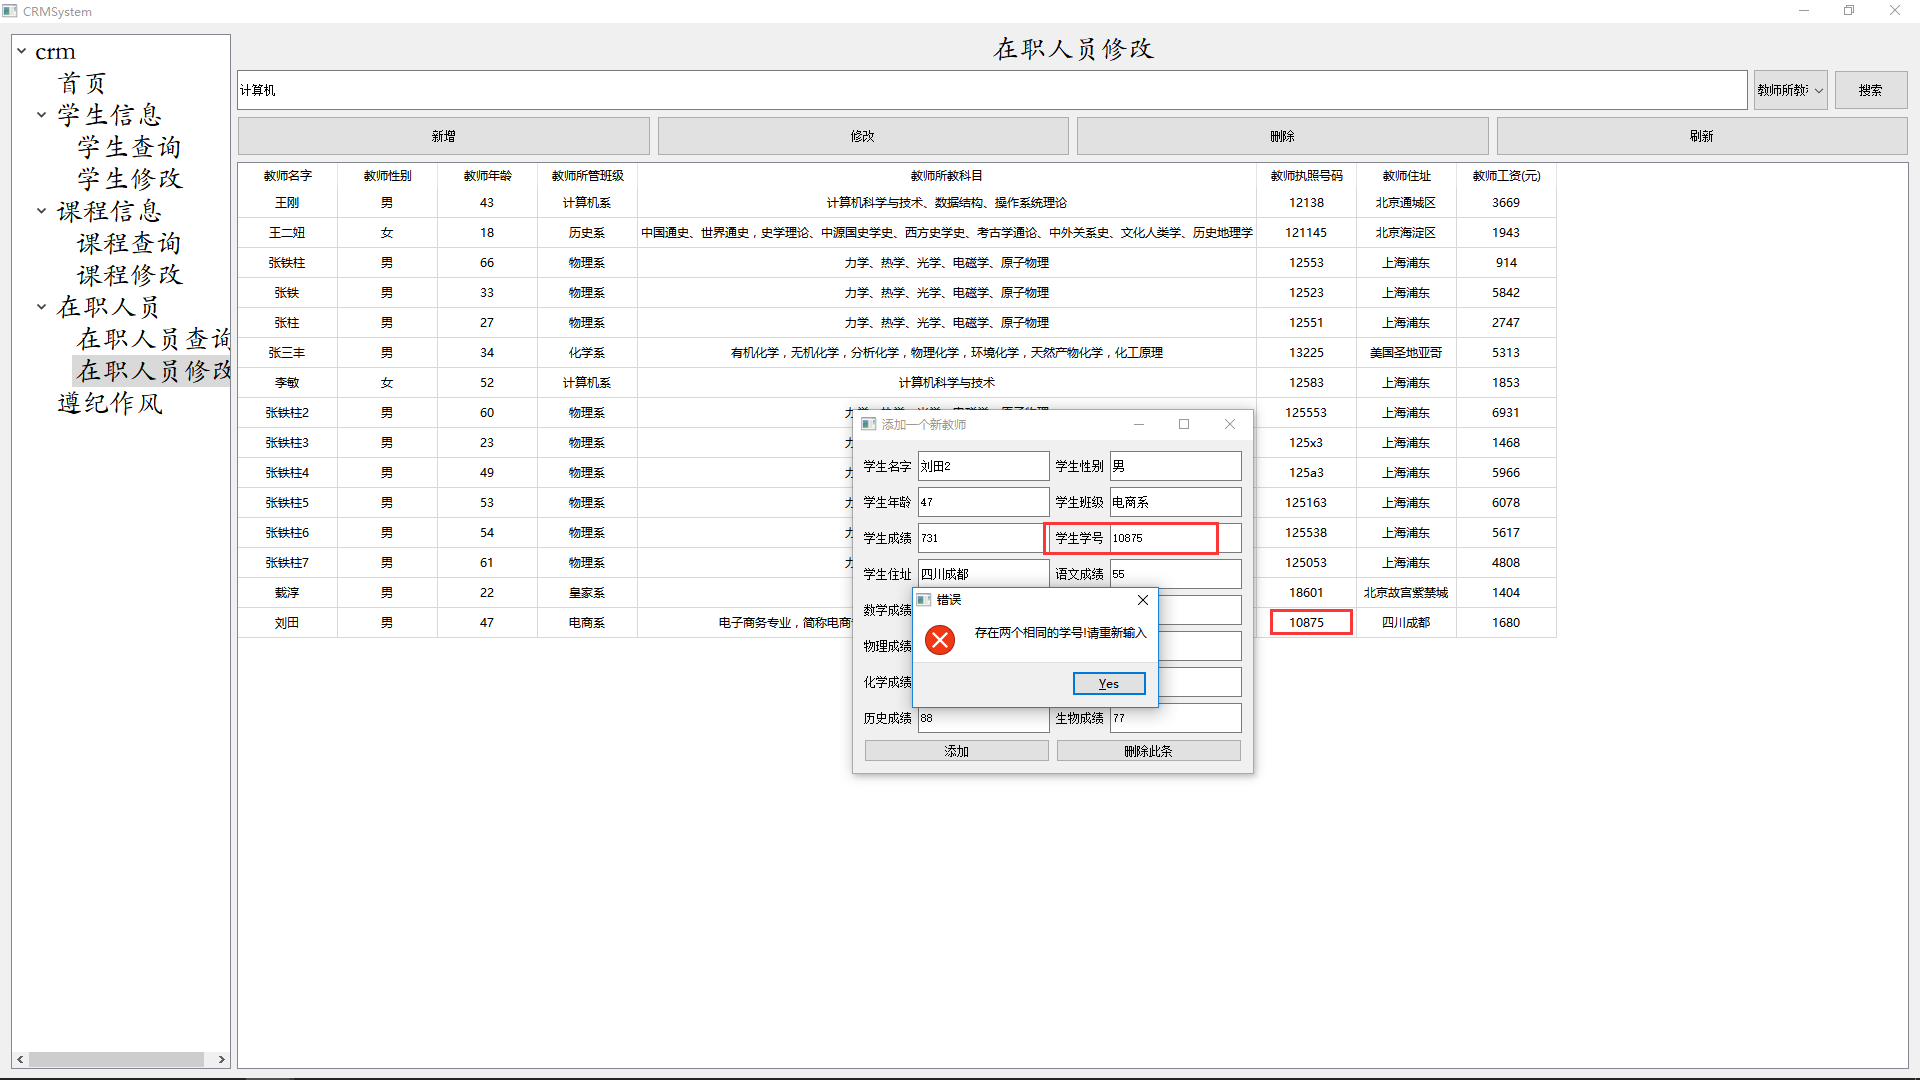 CRMSystem
crm
首页
学生信息
学生查询
学生修改
课程信息
课程查询
课程修改
在职人员
在职人员查询
在职人员修改
遵纪作风
在职人员修改
计算机 教师所教 搜索
新增 修改 删除 刷新
教师名字 教师性别 教师年龄 教师所管班级 教师所教科目 教师执照号码 教师住址 教师工资(元)
王刚 男 43 计算机系 计算机科学与技术、数据结构、操作系统理论 12138 北京通城区 3669
王二妞 女 18 历史系 中国通史、世界通史，史学理论、中源国史学史、西方史学史、考古学通论、中外关系史、文化人类学、历史地理学 121145 北京海淀区 1943
张铁柱 男 66 物理系 力学、热学、光学、电磁学、原子物理 12553 上海浦东 914
张铁 男 33 物理系 力学、热学、光学、电磁学、原子物理 12523 上海浦东 5842
张柱 男 27 物理系 力学、热学、光学、电磁学、原子物理 12551 上海浦东 2747
张三丰 男 34 化学系 有机化学，无机化学，分析化学，物理化学，环境化学，天然产物化学，化工原理 13225 美国圣地亚哥 5313
李敏 女 52 计算机系 计算机科学与技术 12583 上海浦东 1853
张铁柱2 男 60 物理系 125553 上海浦东 6931
张铁柱3 男 23 物理系 125x3 上海浦东 1468
张铁柱4 男 49 物理系 125a3 上海浦东 5966
张铁柱5 男 53 物理系 125163 上海浦东 6078
张铁柱6 男 54 物理系 125538 上海浦东 5617
张铁柱7 男 61 物理系 125053 上海浦东 4808
载淳 男 22 皇家系 18601 北京故宫紫禁城 1404
刘田 男 47 电商系 电子商务专业，简称电商 10875 四川成都 1680
添加一个新教师
学生名字 刘田2 学生性别 男
学生年龄 47 学生班级 电商系
学生成绩 731 学生学号 10875
学生住址 四川成都 语文成绩 55
数学成绩
物理成绩
化学成绩
历史成绩 88 生物成绩 77
添加 删除此条
错误
存在两个相同的学号!请重新输入
Yes